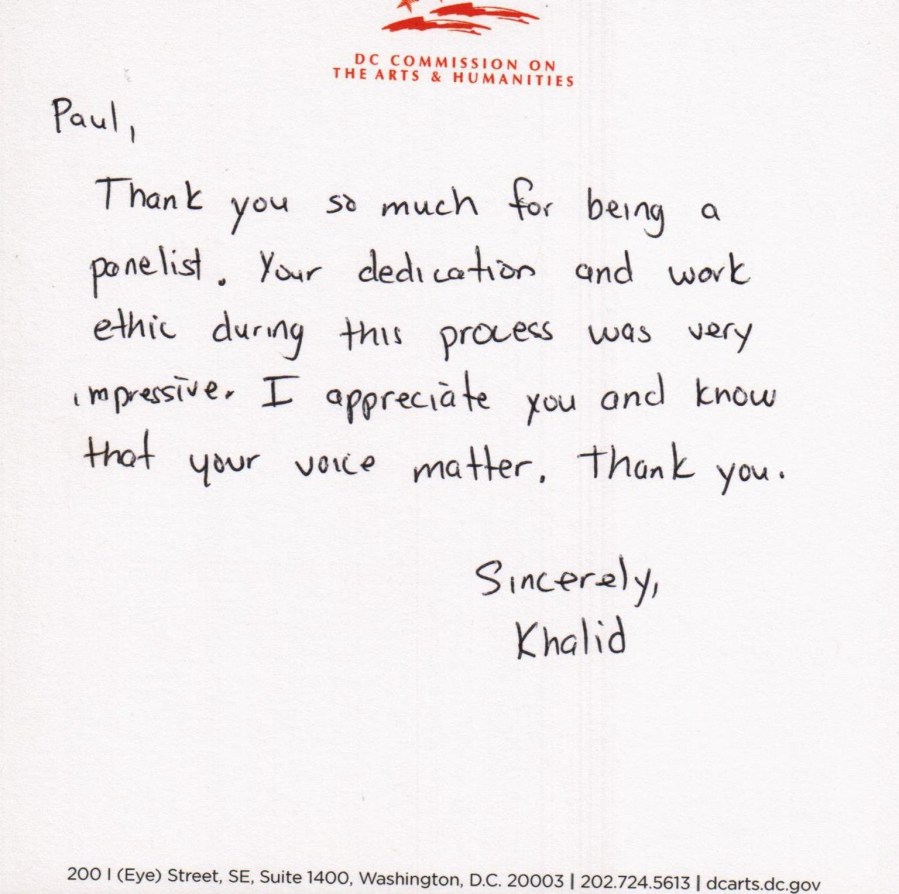 DC COMMISSION ON
THE ARTS & HUMANITIES
Paul,
Thank you so much for being a
panelist. Your dedication and work
ethic during this process was very
impressive. I appreciate you and know
that your voice matter. Thank you.
Sincerely,
Khalid
200 I (Eye) Street, SE, Suite 1400, Washington, D.C. 20003 | 202.724.5613 | dcarts.dc.gov